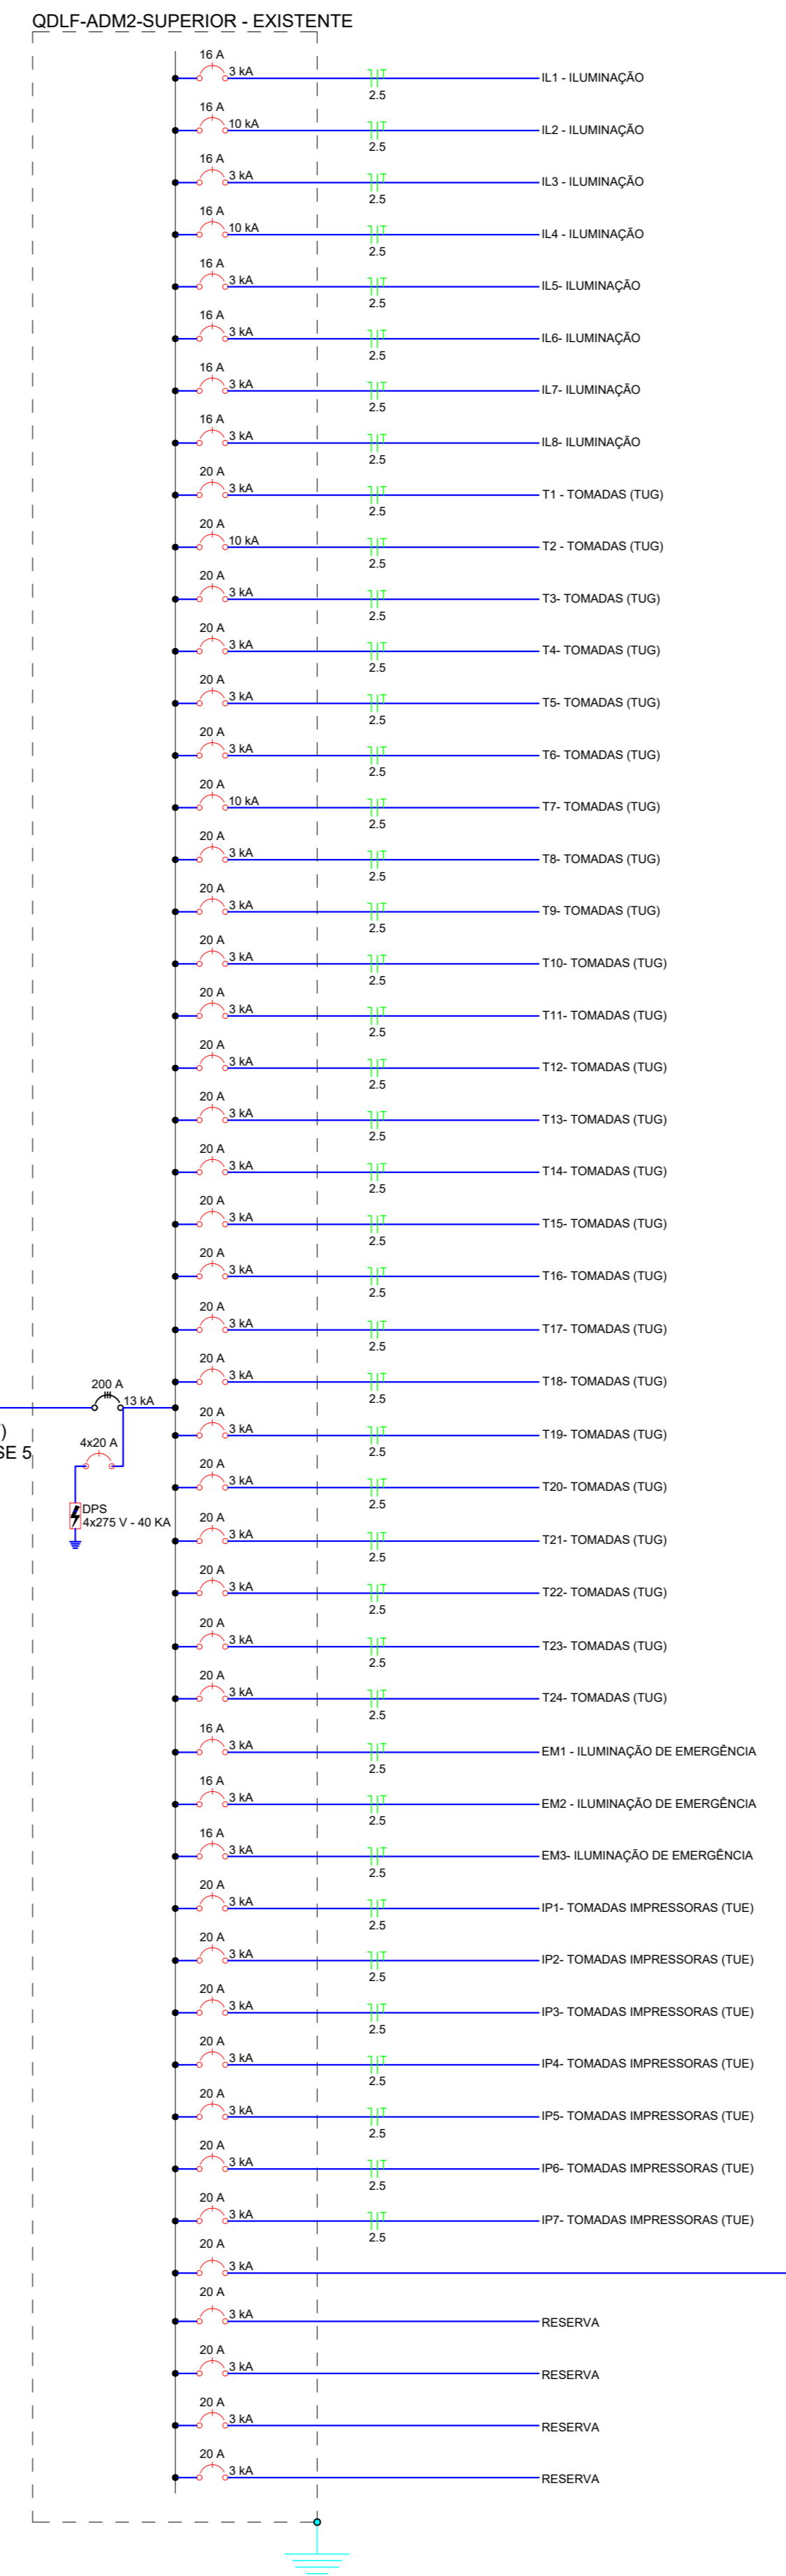 QDLF-ADM2-SUPERIOR - EXISTENTE
16 A
3 kA
2.5
IL1 - ILUMINAÇÃO
16 A
10 kA
2.5
IL2 - ILUMINAÇÃO
16 A
3 kA
2.5
IL3 - ILUMINAÇÃO
16 A
10 kA
2.5
IL4 - ILUMINAÇÃO
16 A
3 kA
2.5
IL5- ILUMINAÇÃO
16 A
3 kA
2.5
IL6- ILUMINAÇÃO
16 A
3 kA
2.5
IL7- ILUMINAÇÃO
16 A
3 kA
2.5
IL8- ILUMINAÇÃO
20 A
3 kA
2.5
T1 - TOMADAS (TUG)
20 A
10 kA
2.5
T2 - TOMADAS (TUG)
20 A
3 kA
2.5
T3- TOMADAS (TUG)
20 A
3 kA
2.5
T4- TOMADAS (TUG)
20 A
3 kA
2.5
T5- TOMADAS (TUG)
20 A
3 kA
2.5
T6- TOMADAS (TUG)
20 A
10 kA
2.5
T7- TOMADAS (TUG)
20 A
3 kA
2.5
T8- TOMADAS (TUG)
20 A
3 kA
2.5
T9- TOMADAS (TUG)
20 A
3 kA
2.5
T10- TOMADAS (TUG)
20 A
3 kA
2.5
T11- TOMADAS (TUG)
20 A
3 kA
2.5
T12- TOMADAS (TUG)
20 A
3 kA
2.5
T13- TOMADAS (TUG)
20 A
3 kA
2.5
T14- TOMADAS (TUG)
20 A
3 kA
2.5
T15- TOMADAS (TUG)
20 A
3 kA
2.5
T16- TOMADAS (TUG)
20 A
3 kA
2.5
T17- TOMADAS (TUG)
20 A
3 kA
2.5
T18- TOMADAS (TUG)
200 A
13 kA
)
SE 5
4x20 A
DPS
4x275 V - 40 KA
20 A
3 kA
2.5
T19- TOMADAS (TUG)
20 A
3 kA
2.5
T20- TOMADAS (TUG)
20 A
3 kA
2.5
T21- TOMADAS (TUG)
20 A
3 kA
2.5
T22- TOMADAS (TUG)
20 A
3 kA
2.5
T23- TOMADAS (TUG)
20 A
3 kA
2.5
T24- TOMADAS (TUG)
16 A
3 kA
2.5
EM1 - ILUMINAÇÃO DE EMERGÊNCIA
16 A
3 kA
2.5
EM2 - ILUMINAÇÃO DE EMERGÊNCIA
16 A
3 kA
2.5
EM3- ILUMINAÇÃO DE EMERGÊNCIA
20 A
3 kA
2.5
IP1- TOMADAS IMPRESSORAS (TUE)
20 A
3 kA
2.5
IP2- TOMADAS IMPRESSORAS (TUE)
20 A
3 kA
2.5
IP3- TOMADAS IMPRESSORAS (TUE)
20 A
3 kA
2.5
IP4- TOMADAS IMPRESSORAS (TUE)
20 A
3 kA
2.5
IP5- TOMADAS IMPRESSORAS (TUE)
20 A
3 kA
2.5
IP6- TOMADAS IMPRESSORAS (TUE)
20 A
3 kA
2.5
IP7- TOMADAS IMPRESSORAS (TUE)
20 A
3 kA
20 A
3 kA
RESERVA
20 A
3 kA
RESERVA
20 A
3 kA
RESERVA
20 A
3 kA
RESERVA